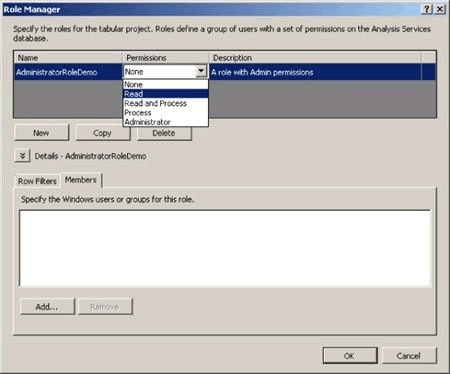 Role Manager
Specify the roles for the tabular project. Roles define a group of users with a set of permissions on the Analysis Services
database.
Name Permissions Description
AdministratorRoleDemo None A role with Admin permissions
None
Read
Read and Process
Process
Administrator
New Copy Delete
Details - AdministratorRoleDemo
Row Filters Members
Specify the Windows users or groups for this role.
Add... Remove
OK Cancel